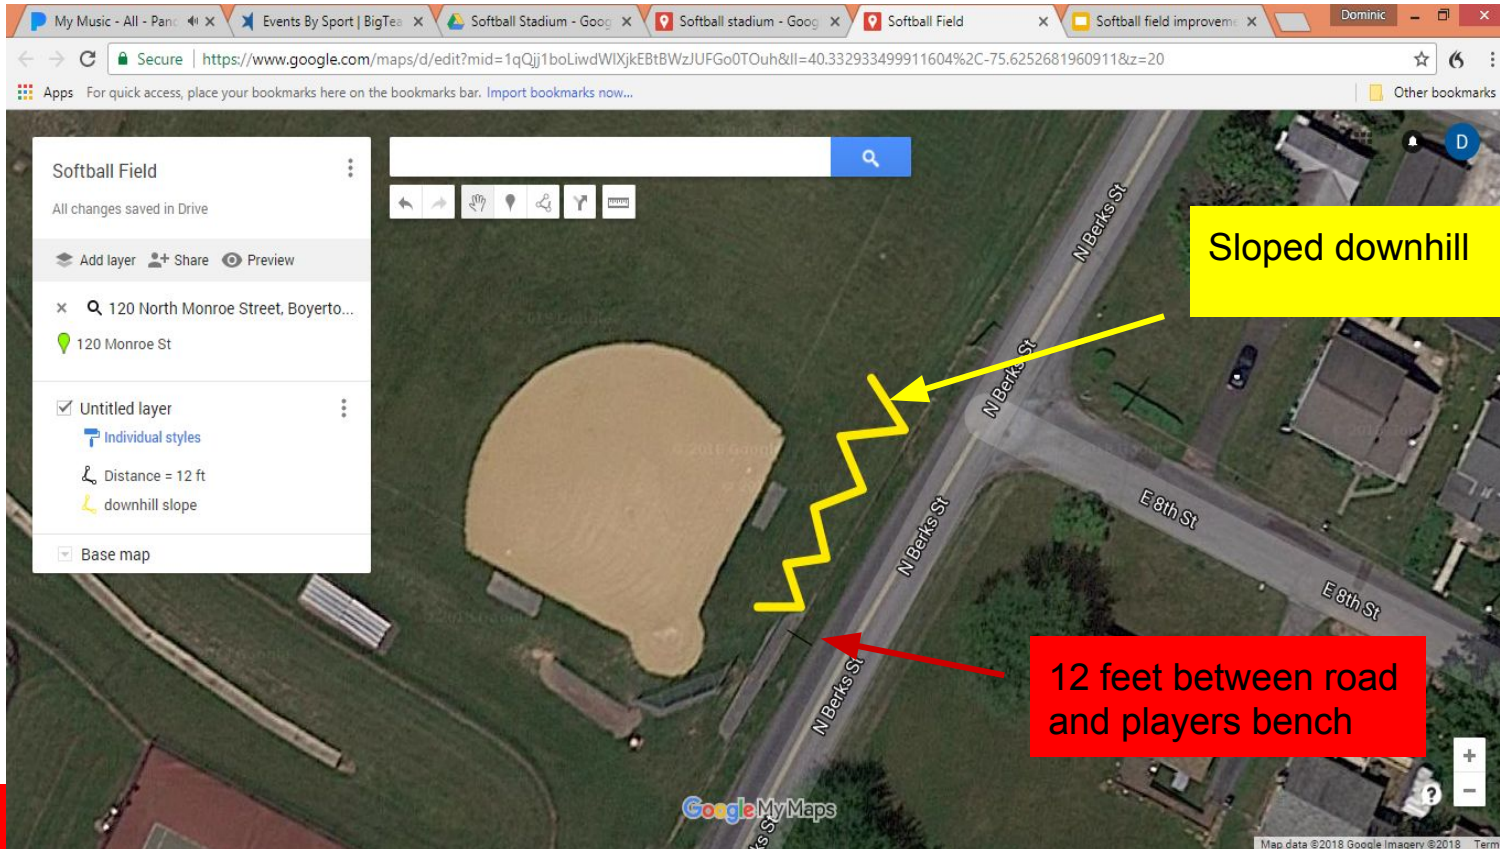 My Music - All - Pand
Events By Sport | BigTea
Softball Stadium - Goog
Softball stadium - Goog
Softball Field
Softball field improveme
Dominic
Secure
https://www.google.com/maps/d/edit?mid=1qQjj1boLiwdWlXjkEBtBWzJUFGo0TOuh&ll=40.332933499911604%2C-75.6252681960911&z=20
Apps
For quick access, place your bookmarks here on the bookmarks bar. Import bookmarks now...
Other bookmarks
Softball Field
All changes saved in Drive
D
Add layer
Share
Preview
120 North Monroe Street, Boyerto...
120 Monroe St
Untitled layer
Individual styles
Distance = 12 ft
downhill slope
Base map
Sloped downhill
N Berks St
N Berks St
N Berks St
N Berks St
E 8th St
E 8th St
12 feet between road
and players bench
Google My Maps
Map data ©2018 Google Imagery ©2018
Term